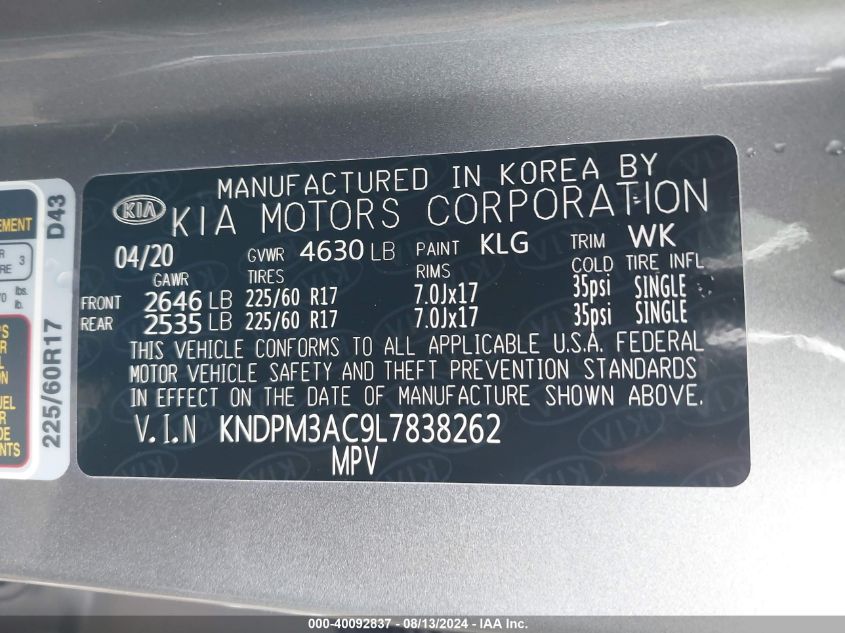 MANUFACTURED IN KOREA BY
KIA KIA MOTORS CORPORATION
04/20 GVWR 4630 LB PAINT KLG TRIM WK
GAWR TIRES RIMS COLD TIRE INFL
FRONT 2646 LB 225/60 R17 7.0Jx17 35psi SINGLE
REAR 2535 LB 225/60 R17 7.0Jx17 35psi SINGLE
THIS VEHICLE CONFORMS TO ALL APPLICABLE U.S.A. FEDERAL
MOTOR VEHICLE SAFETY AND THEFT PREVENTION STANDARDS
IN EFFECT ON THE DATE OF MANUFACTURE SHOWN ABOVE.
V.I.N KNDPM3AC9L7838262
MPV
D43
225/60R17
000-40092837 - 08/13/2024 - IAA Inc.